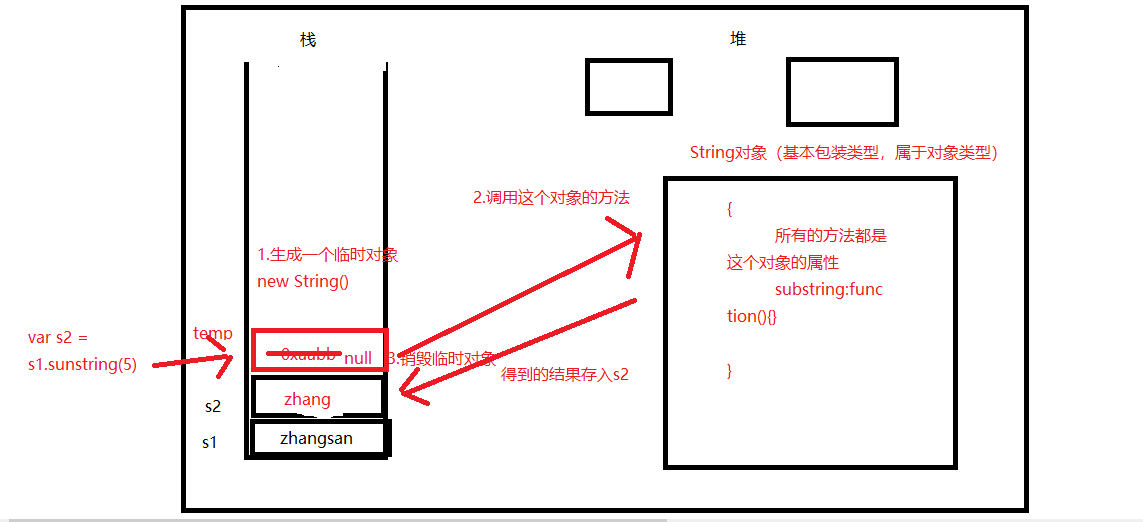 栈
堆
String对象（基本包装类型，属于对象类型）
2.调用这个对象的方法
{
所有的方法都是
这个对象的属性
substring:func
tion(){}
}
1.生成一个临时对象
new String()
var s2 =
s1.sunstring(5)
temp
0xaabb
null
3.销毁临时对象
得到的结果存入s2
s2
zhang
s1
zhangsan